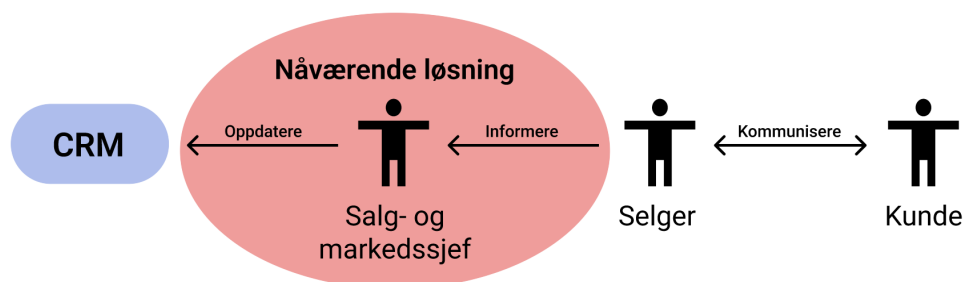 Nåværende løsning
CRM
Oppdatere
Informere
Kommunisere
Salg- og
markedssjef
Selger
Kunde